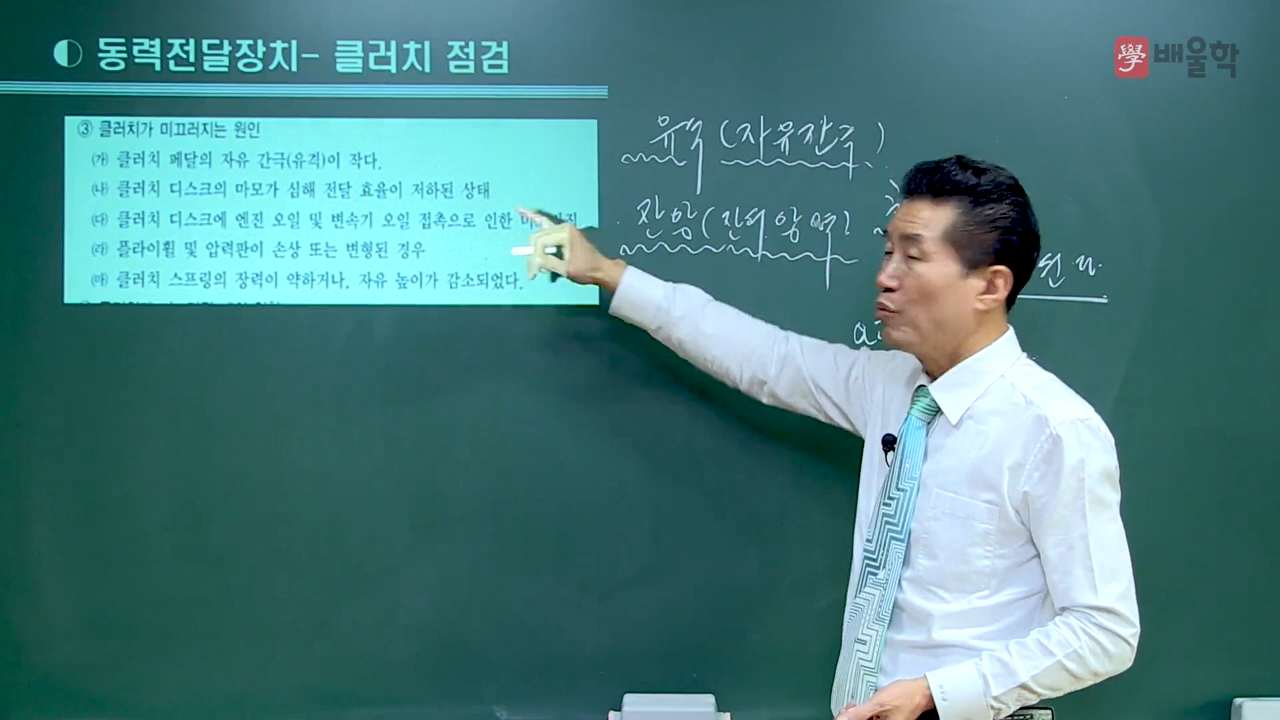 동력전달장치- 클러치 점검
學 배울학
③ 클러치가 미끄러지는 원인
㈎ 클러치 페달의 자유 간극(유격)이 작다.
㈏ 클러치 디스크의 마모가 심해 전달 효율이 저하된 상태
㈐ 클러치 디스크에 엔진 오일 및 변속기 오일 접촉으로 인한
㈑ 플라이휠 및 압력판이 손상 또는 변형된 경우
㈒ 클러치 스프링의 장력이 약하거나, 자유 높이가 감소되었다.
유격 (자유간극)